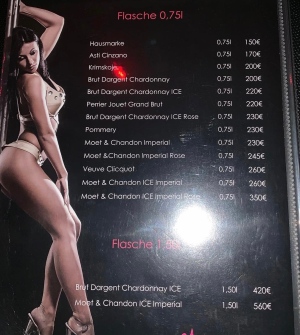 Flasche 0,75l
Hausmarke 0,75l 150€
Asti Cinzano 0,75l 170€
Krimskoje 0,75l 200€
Brut Dargent Chardonnay 0,75l 200€
Brut Dargent Chardonnay ICE 0,75l 220€
Perrier Jouet Grand Brut 0,75l 220€
Brut Dargent Chardonnay ICE Rose 0,75l 230€
Pommery 0,75l 230€
Moet & Chandon Imperial 0,75l 230€
Moet &Chandon Imperial Rose 0,75l 245€
Veuve Clicquot 0,75l 260€
Moet & Chandon ICE Imperial 0,75l 260€
Moet & Chandon ICE Imperial Rose 0,75l 350€
Flasche 1,50l
Brut Dargent Chardonnay ICE 1,50l 420€
Moet & Chandon ICE Imperial 1,50l 560€